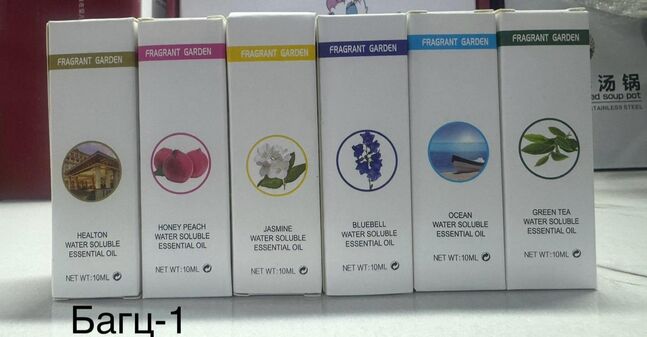 FRAGRANT GARDEN
HEALTON
WATER SOLUBLE
ESSENTIAL OIL
NET WT:10ML
FRAGRANT GARDEN
HONEY PEACH
WATER SOLUBLE
ESSENTIAL OIL
NET WT:10ML
FRAGRANT GARDEN
JASMINE
WATER SOLUBLE
ESSENTIAL OIL
NET WT:10ML
FRAGRANT GARDEN
BLUEBELL
WATER SOLUBLE
ESSENTIAL OIL
NET WT:10ML
FRAGRANT GARDEN
OCEAN
WATER SOLUBLE
ESSENTIAL OIL
NET WT:10ML
FRAGRANT GARDEN
GREEN TEA
WATER SOLUBLE
ESSENTIAL OIL
NET WT:10ML
汤锅
soup pot
STAINLESS STEEL
Багц-1